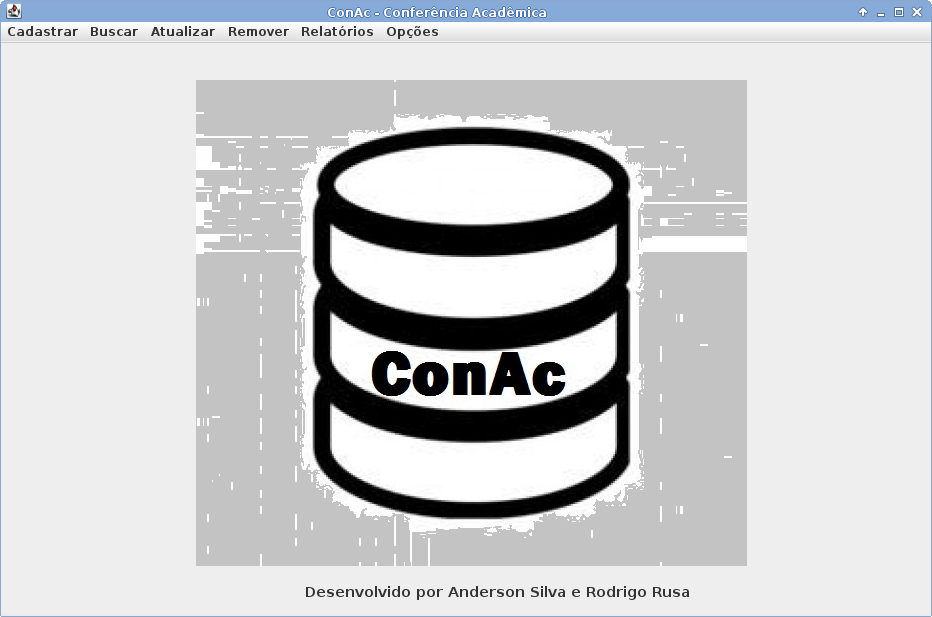 ConAc - Conferência Acadêmica
Cadastrar Buscar Atualizar Remover Relatórios Opções
ConAc
Desenvolvido por Anderson Silva e Rodrigo Rusa